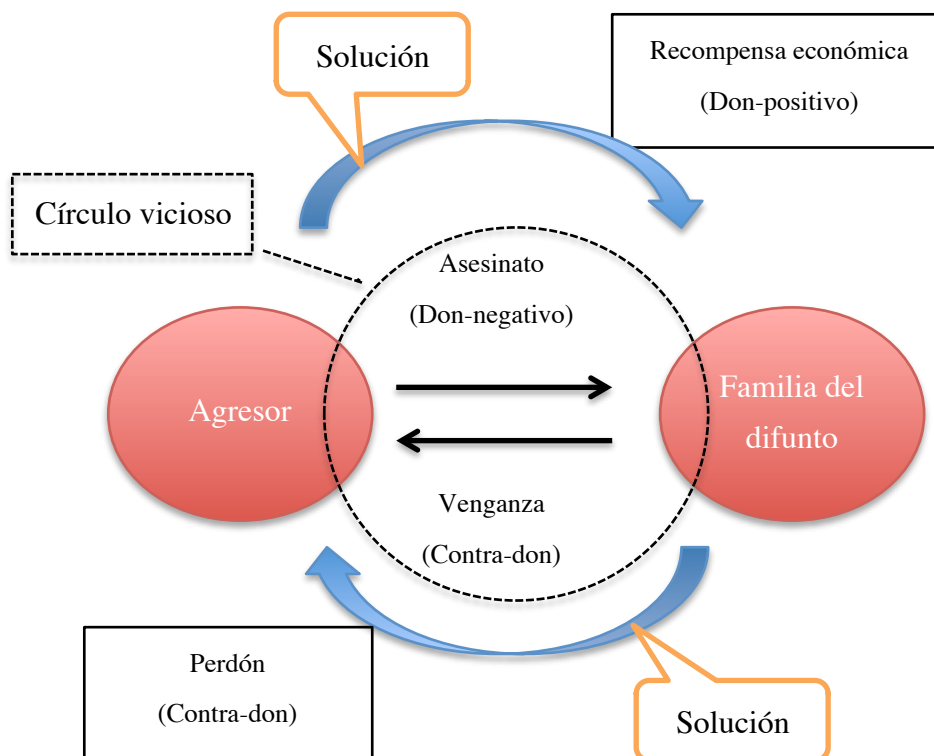 Solución
Recompensa económica
(Don-positivo)
Círculo vicioso
Asesinato
(Don-negativo)
Agresor
Familia del
difunto
Venganza
(Contra-don)
Perdón
(Contra-don)
Solución